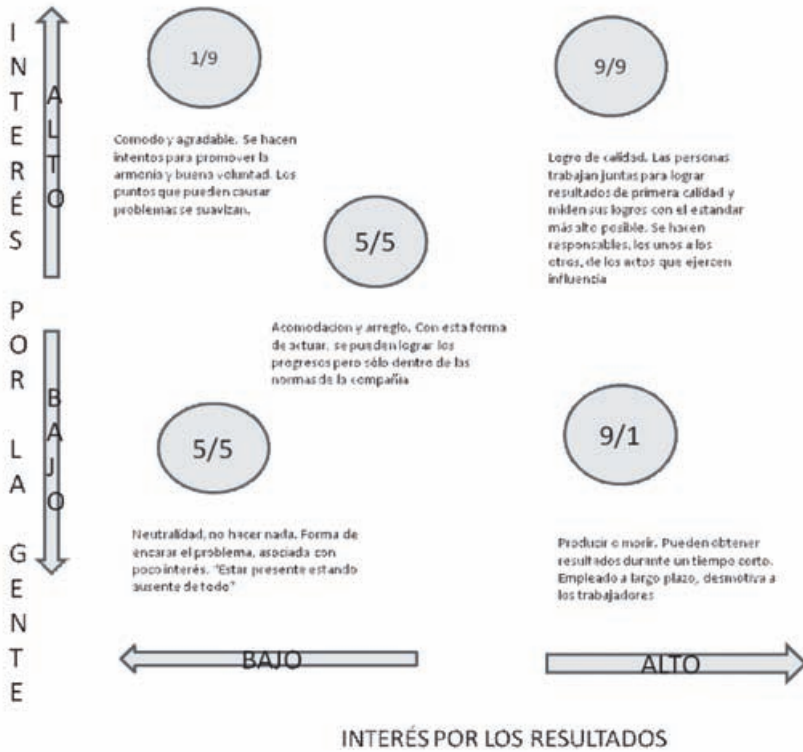 INTERÉS POR LA GENTE
ALTO
BAJO
1/9
Comodo y agradable. Se hacen
intentos para promover la
armonía y buena voluntad. Los
puntos que pueden causar
problemas se suavizan.
9/9
Logro de calidad. Las personas
trabajan juntas para lograr
resultados de primera calidad y
miden sus logros con el estandar
más alto posible. Se hacen
responsables, los unos a los
otros, de los actos que ejercen
influencia
5/5
Acomodacion y arreglo. Con esta forma
de actuar, se pueden lograr los
progresos pero sólo dentro de las
normas de la compañía
5/5
Neutralidad, no hacer nada. Forma de
encarar el problema, asociada con
poco interés. "Estar presente estando
ausente de todo"
9/1
Producir o morir. Pueden obtener
resultados durante un tiempo corto.
Empleado a largo plazo, desmotiva a
los trabajadores
BAJO
ALTO
INTERÉS POR LOS RESULTADOS